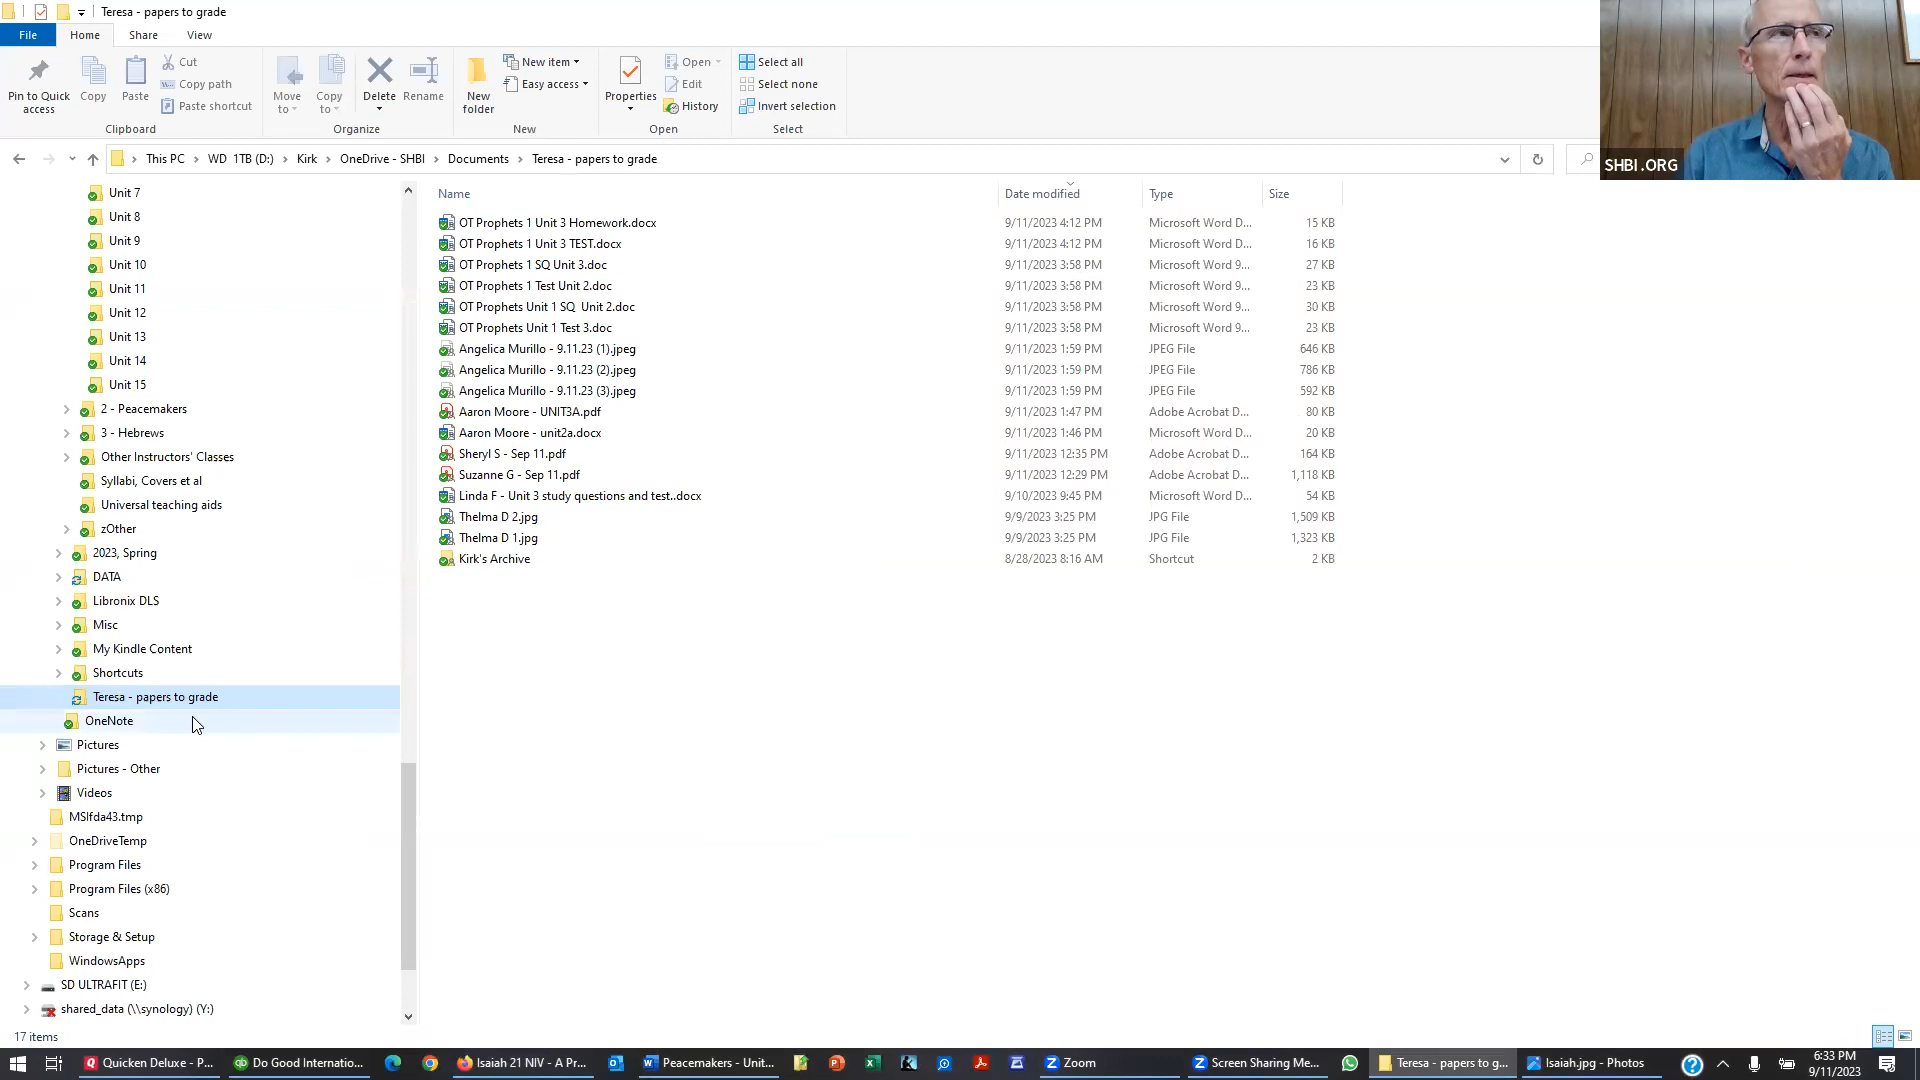 Teresa - papers to grade
File
Home
Share
View
Pin to Quick access
Copy
Paste
Cut
Copy path
Paste shortcut
Clipboard
Move to
Copy to
Delete
Rename
Organize
New folder
New item
Easy access
New
Properties
Open
Edit
History
Open
Select all
Select none
Invert selection
Select
SHBI.ORG
This PC > WD 1TB (D:) > Kirk > OneDrive - SHBI > Documents > Teresa - papers to grade
Unit 7
Unit 8
Unit 9
Unit 10
Unit 11
Unit 12
Unit 13
Unit 14
Unit 15
2 - Peacemakers
3 - Hebrews
Other Instructors' Classes
Syllabi, Covers et al
Universal teaching aids
zOther
2023, Spring
DATA
Libronix DLS
Misc
My Kindle Content
Shortcuts
Teresa - papers to grade
OneNote
Pictures
Pictures - Other
Videos
MSIfda43.tmp
OneDriveTemp
Program Files
Program Files (x86)
Scans
Storage & Setup
WindowsApps
SD ULTRAFIT (E:)
shared_data (\\synology) (Y:)
Name Date modified Type Size
OT Prophets 1 Unit 3 Homework.docx 9/11/2023 4:12 PM Microsoft Word D... 15 KB
OT Prophets 1 Unit 3 TEST.docx 9/11/2023 4:12 PM Microsoft Word D... 16 KB
OT Prophets 1 SQ Unit 3.doc 9/11/2023 3:58 PM Microsoft Word 9... 27 KB
OT Prophets 1 Test Unit 2.doc 9/11/2023 3:58 PM Microsoft Word 9... 23 KB
OT Prophets Unit 1 SQ  Unit 2.doc 9/11/2023 3:58 PM Microsoft Word 9... 30 KB
OT Prophets Unit 1 Test 3.doc 9/11/2023 3:58 PM Microsoft Word 9... 23 KB
Angelica Murillo - 9.11.23 (1).jpeg 9/11/2023 1:59 PM JPEG File 646 KB
Angelica Murillo - 9.11.23 (2).jpeg 9/11/2023 1:59 PM JPEG File 786 KB
Angelica Murillo - 9.11.23 (3).jpeg 9/11/2023 1:59 PM JPEG File 592 KB
Aaron Moore - UNIT3A.pdf 9/11/2023 1:47 PM Adobe Acrobat D... 80 KB
Aaron Moore - unit2a.docx 9/11/2023 1:46 PM Microsoft Word D... 20 KB
Sheryl S - Sep 11.pdf 9/11/2023 12:35 PM Adobe Acrobat D... 164 KB
Suzanne G - Sep 11.pdf 9/11/2023 12:29 PM Adobe Acrobat D... 1,118 KB
Linda F - Unit 3 study questions and test..docx 9/10/2023 9:45 PM Microsoft Word D... 54 KB
Thelma D 2.jpg 9/9/2023 3:25 PM JPG File 1,509 KB
Thelma D 1.jpg 9/9/2023 3:25 PM JPG File 1,323 KB
Kirk's Archive 8/28/2023 8:16 AM Shortcut 2 KB
17 items
Quicken Deluxe - P...
Do Good Internatio...
Isaiah 21 NIV - A Pr...
Peacemakers - Unit...
Zoom
Screen Sharing Me...
Teresa - papers to g...
Isaiah.jpg - Photos
6:33 PM
9/11/2023